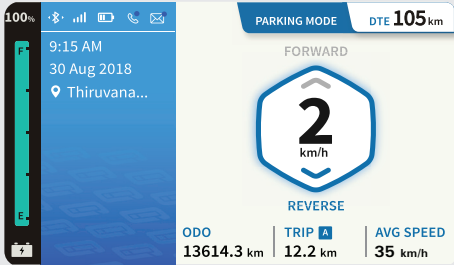 100%
F
E
9:15 AM
30 Aug 2018
Thiruvana...
PARKING MODE
DTE 105 km
FORWARD
2
km/h
REVERSE
ODO
13614.3 km
TRIP A
12.2 km
AVG SPEED
35 km/h